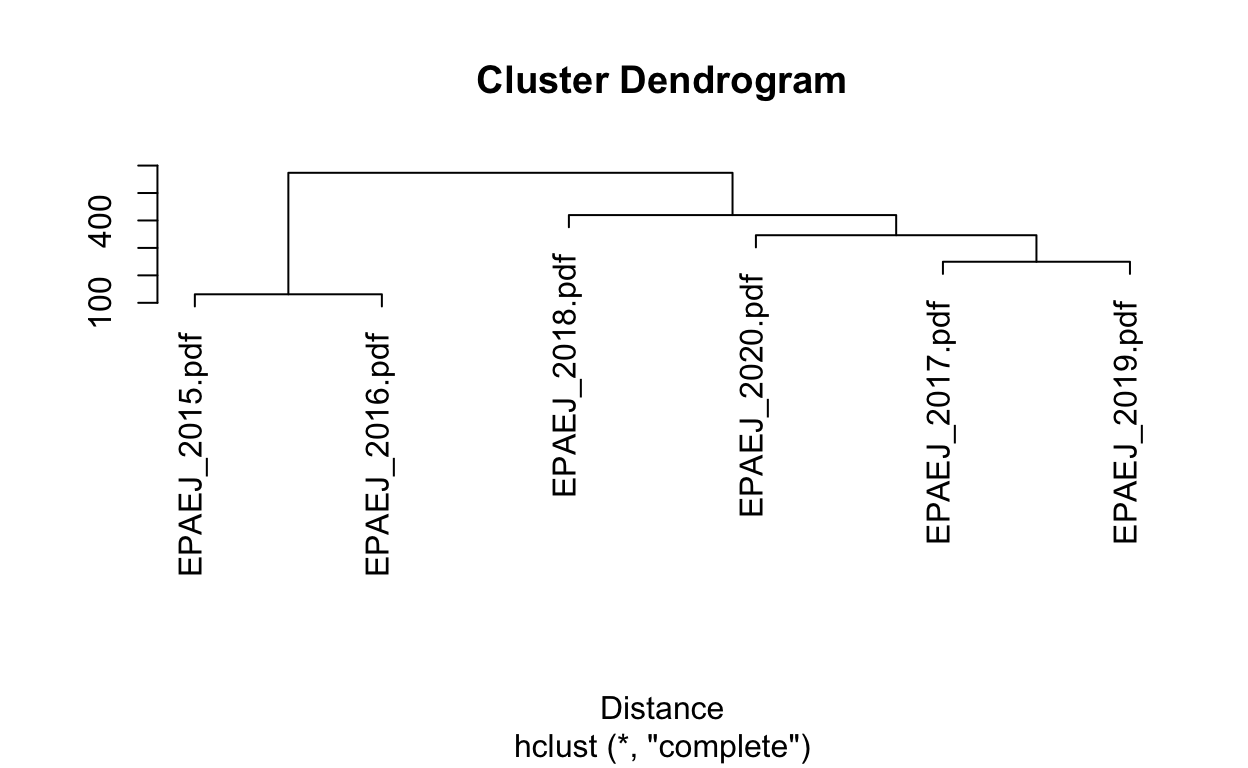 Cluster Dendrogram
400
100
EPAEJ_2015.pdf
EPAEJ_2016.pdf
EPAEJ_2018.pdf
EPAEJ_2020.pdf
EPAEJ_2017.pdf
EPAEJ_2019.pdf
Distance
hclust (*, "complete")